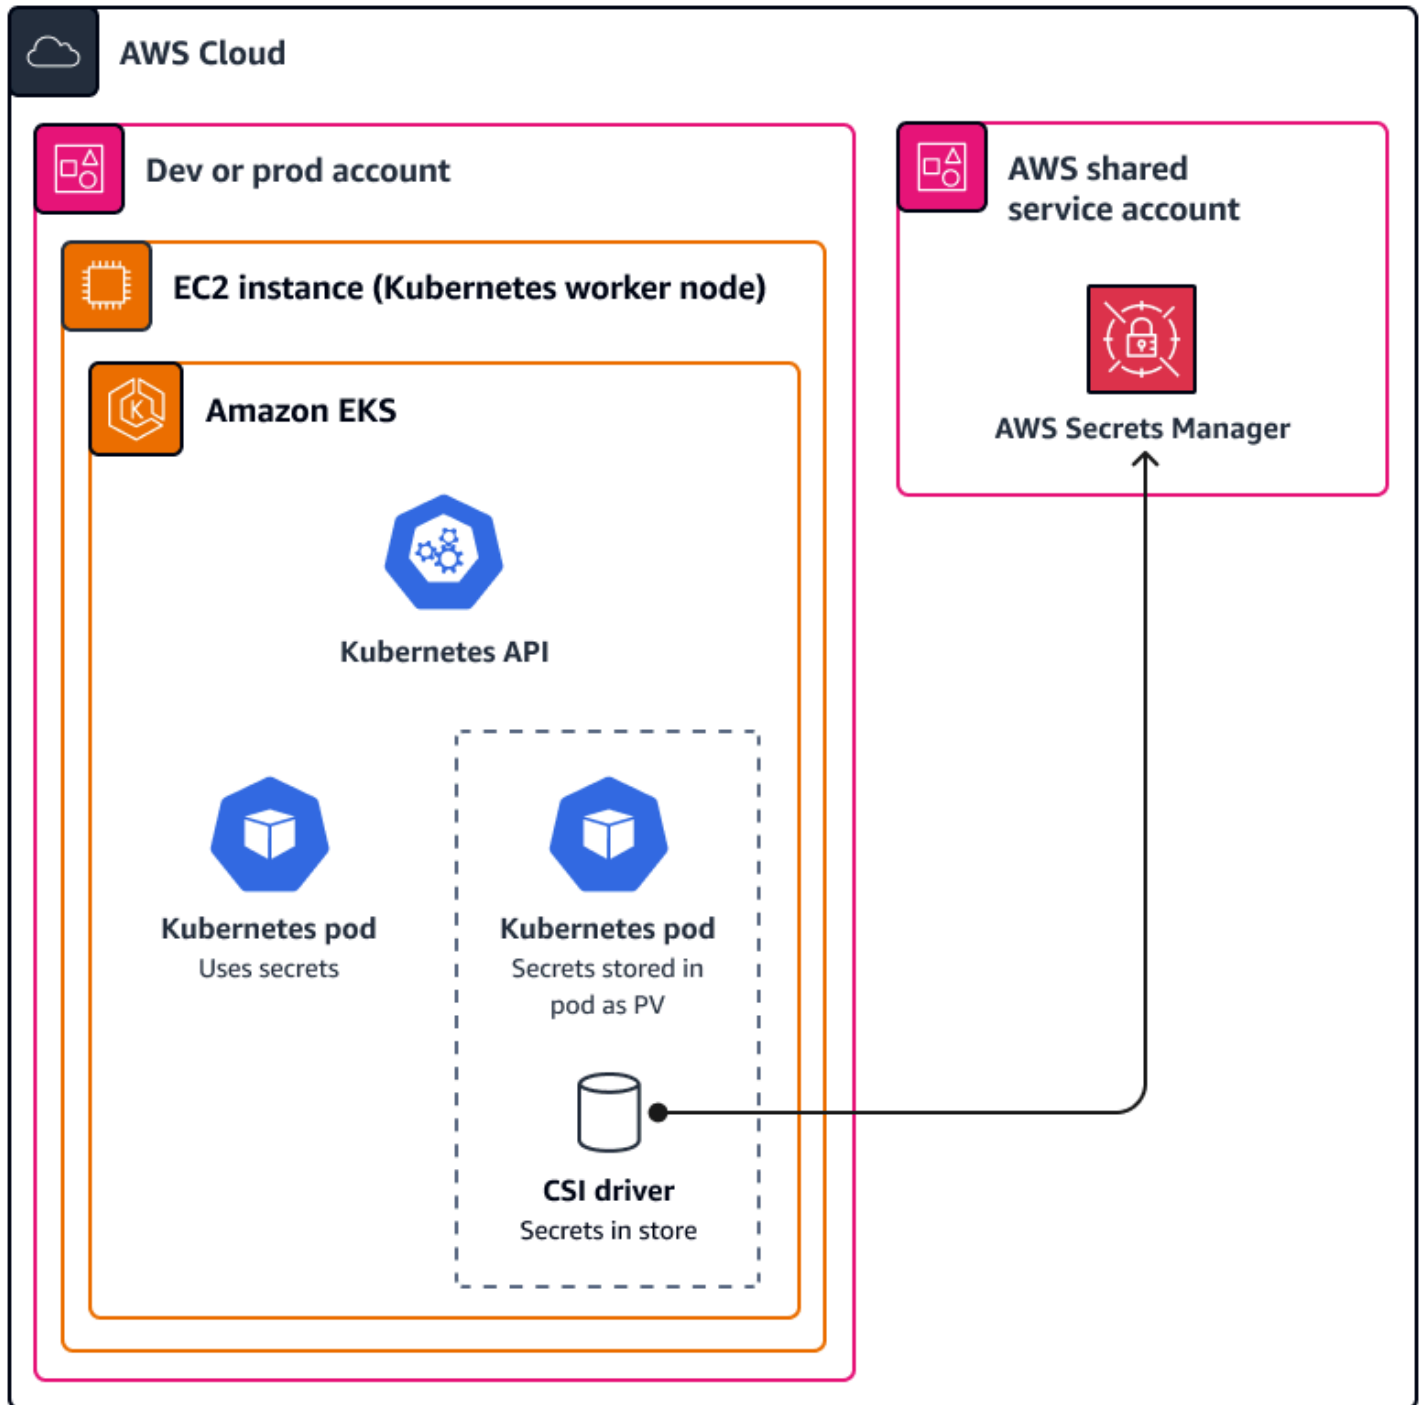 AWS Cloud
Dev or prod account
AWS shared
service account
EC2 instance (Kubernetes worker node)
Amazon EKS
K
AWS Secrets Manager
Kubernetes API
Kubernetes pod
Uses secrets
Kubernetes pod
Secrets stored in
pod as PV
CSI driver
Secrets in store